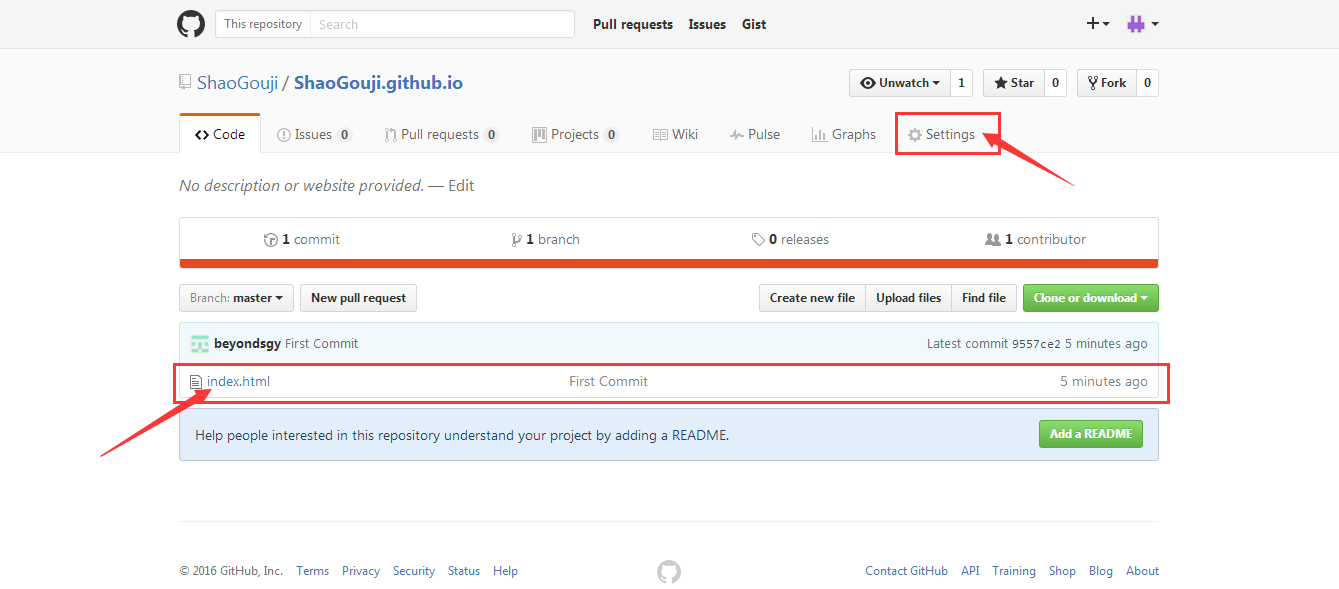 This repository Search Pull requests Issues Gist
ShaoGouji / ShaoGouji.github.io Unwatch 1 Star 0 Fork 0
Code Issues 0 Pull requests 0 Projects 0 Wiki Pulse Graphs Settings
No description or website provided. — Edit
1 commit 1 branch 0 releases 1 contributor
Branch: master New pull request Create new file Upload files Find file Clone or download
beyondsgy First Commit Latest commit 9557ce2 5 minutes ago
index.html First Commit 5 minutes ago
Help people interested in this repository understand your project by adding a README. Add a README
© 2016 GitHub, Inc. Terms Privacy Security Status Help Contact GitHub API Training Shop Blog About